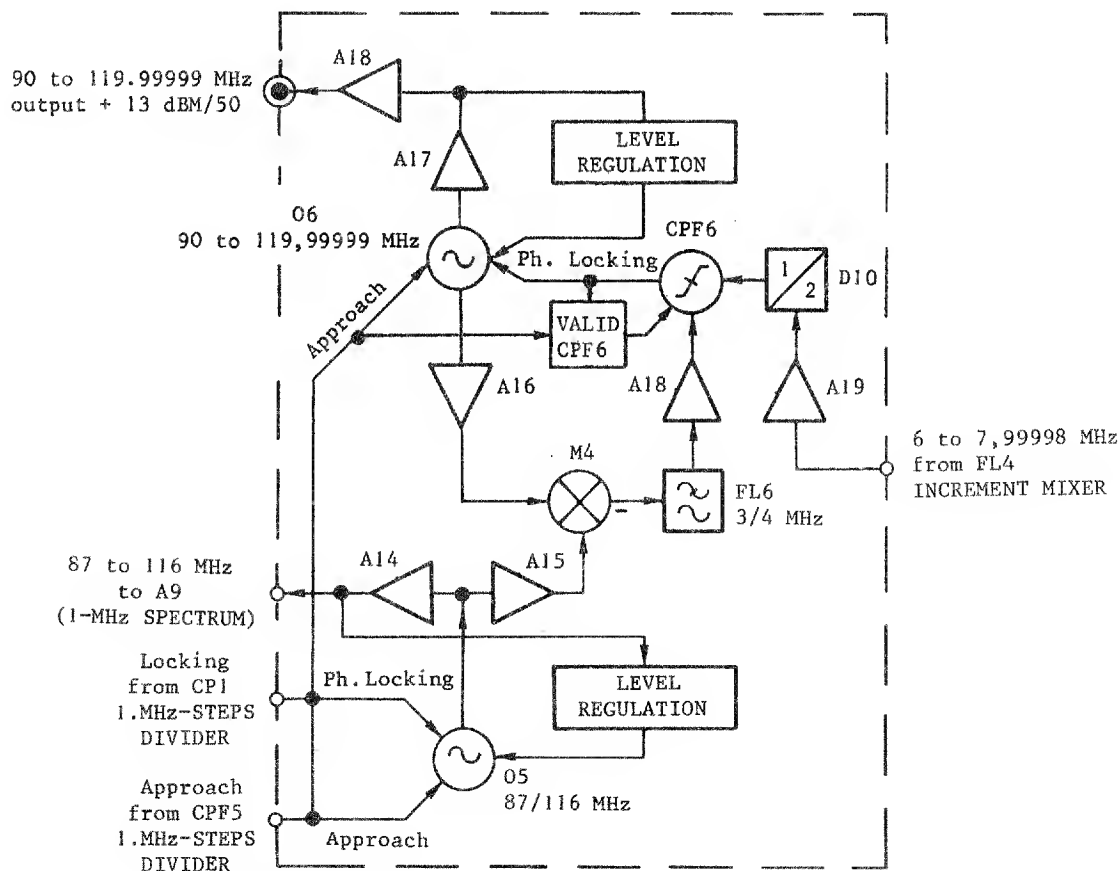 A18
90 to 119.99999 MHz
output + 13 dBM/50
LEVEL
REGULATION
A17
O6
90 to 119,99999 MHz
CPF6
Ph. Locking
1
2
D10
Approach
VALID
CPF6
A16
A18
A19
6 to 7,99998 MHz
from FL4
INCREMENT MIXER
M4
-
FL6
3/4 MHz
87 to 116 MHz
to A9
(1-MHz SPECTRUM)
A14
A15
Locking
from CP1
1.MHz-STEPS
DIVIDER
Ph.Locking
LEVEL
REGULATION
O5
87/116 MHz
Approach
from CPF5
1.MHz-STEPS
DIVIDER
Approach